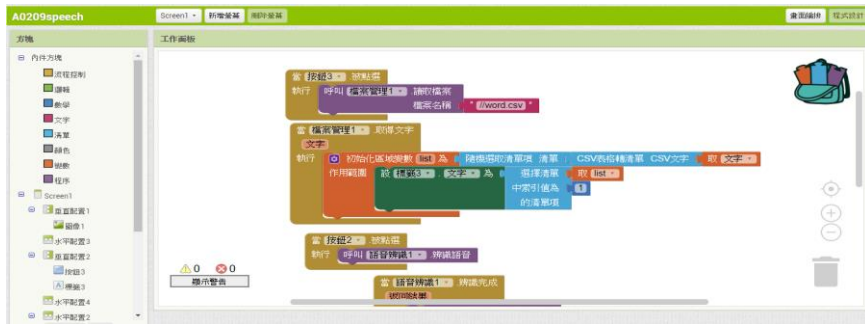 A0209speech
Screen1
新增螢幕
刪除螢幕
畫面編排
程式設計
方塊
工作面板
內件方塊
流程控制
邏輯
數學
文字
清單
顏色
變數
程序
Screen1
垂直配置1
圖像1
水平配置3
垂直配置2
按鈕3
標籤3
水平配置4
水平配置2
當 按鈕3 被點選
執行 呼叫 檔案管理1 讀取檔案
檔案名稱 "//word.csv"
當 檔案管理1 取得文字
文字
執行 初始化區域變數 list 為 隨機選取清單項 清單 CSV表格轉清單 CSV文字 取 文字
作用範圍 設 標籤3 . 文字 為 選擇清單 取 list
中索引值為 1
的清單項
當 按鈕2 被點選
執行 呼叫 語音辨識1 辨識語音
當 語音辨識1 辨識完成
返回結果
0 0
顯示警告